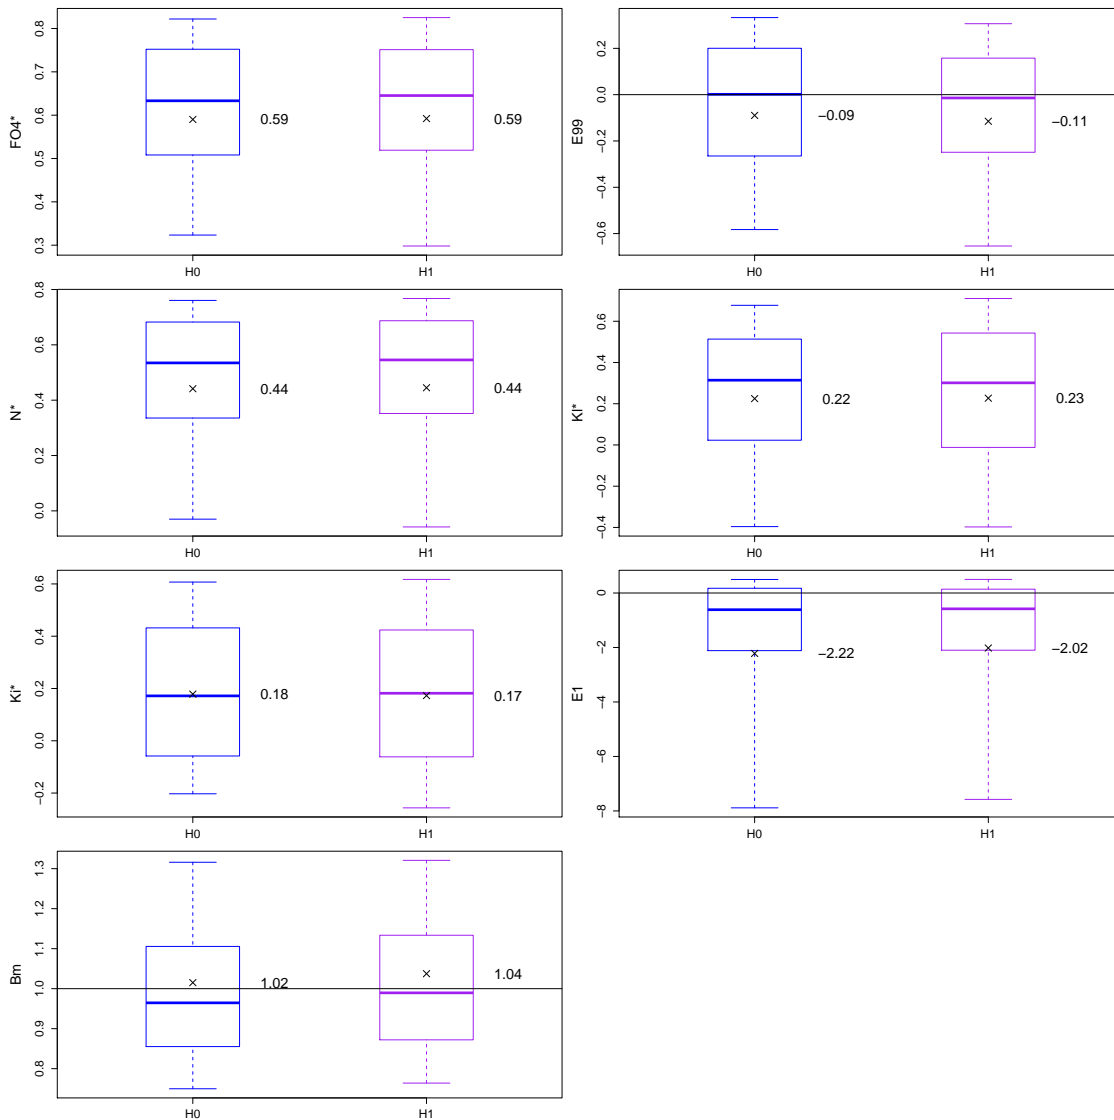 FO4*
0.8
0.7
0.6
0.5
0.4
0.3
0.59
0.59
H0
H1
E99
0.2
0.0
−0.2
−0.4
−0.6
−0.09
−0.11
H0
H1
N*
0.8
0.6
0.4
0.2
0.0
0.44
0.44
H0
H1
Kl*
0.6
0.4
0.2
0.0
−0.2
−0.4
0.22
0.23
H0
H1
Ki*
0.6
0.4
0.2
0.0
−0.2
0.18
0.17
H0
H1
E1
0
−2
−4
−6
−8
−2.22
−2.02
H0
H1
Bm
1.3
1.2
1.1
1.0
0.9
0.8
1.02
1.04
H0
H1